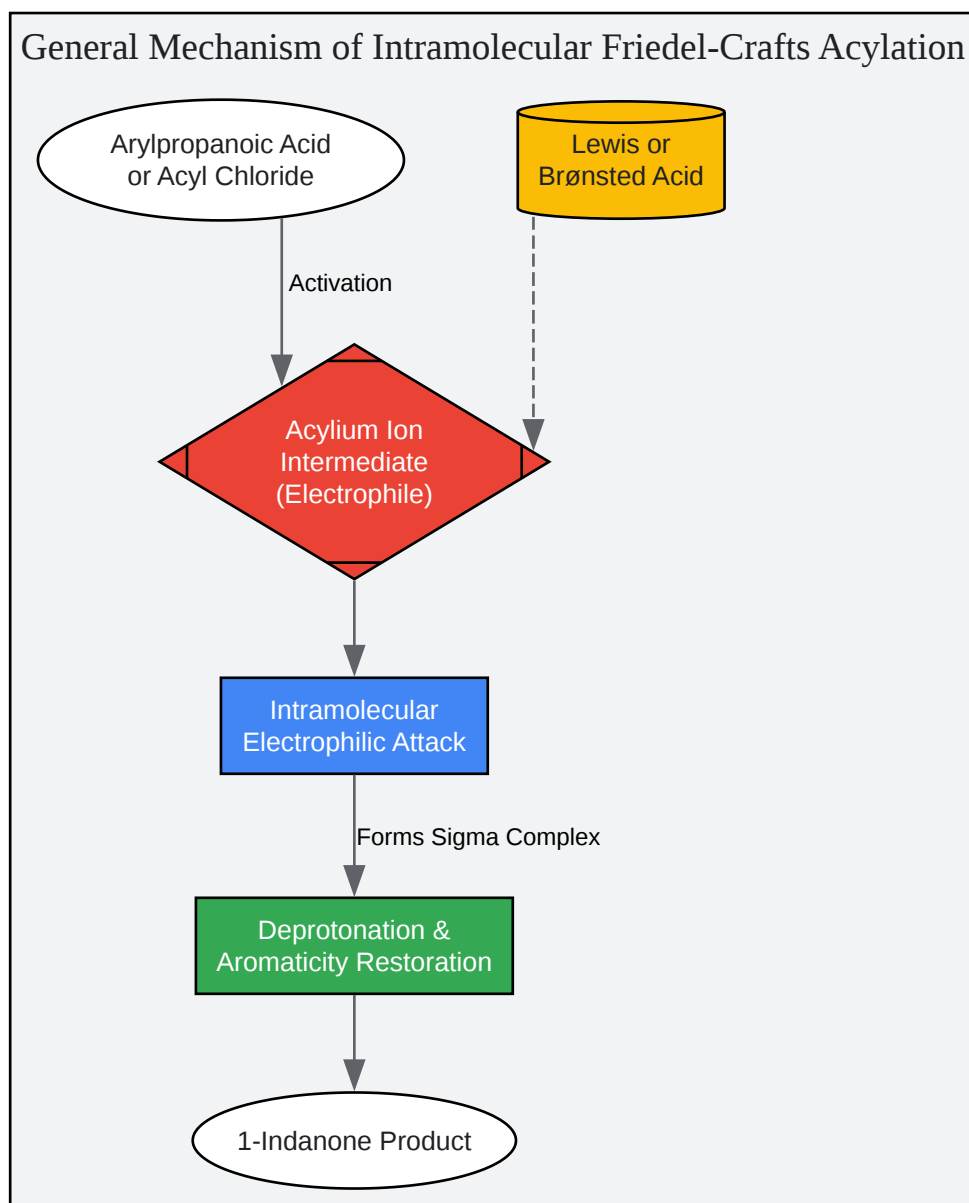 General Mechanism of Intramolecular Friedel-Crafts Acylation
Arylpropanoic Acid
or Acyl Chloride
Lewis or
Brønsted Acid
Activation
Acylium Ion
Intermediate
(Electrophile)
Intramolecular
Electrophilic Attack
Forms Sigma Complex
Deprotonation &
Aromaticity Restoration
1-Indanone Product